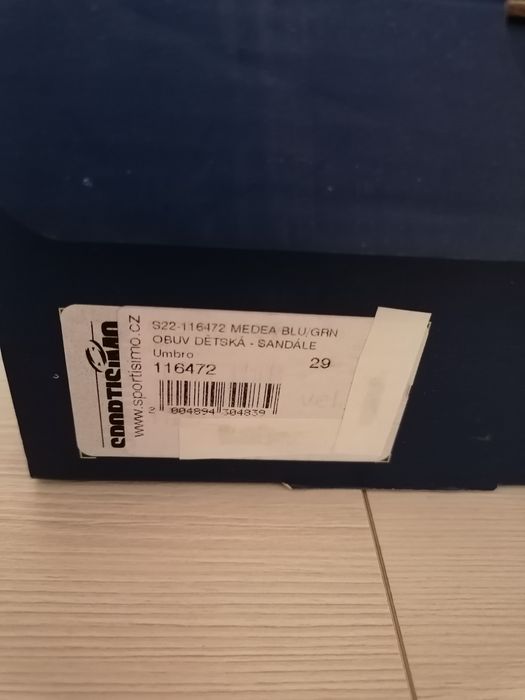 SPORTISIMO
www.sportisimo.cz
S22-116472 MEDEA BLU/GRN
OBUV DĚTSKÁ - SANDÁLE
Umbro
116472 29
2 004894 304839